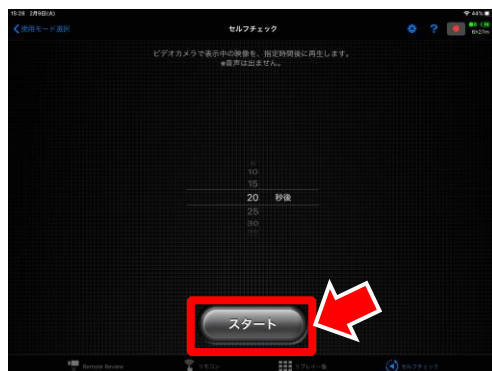 15:28 2月9日(火)
44%
使用モード選択
セルフチェック
?
6h27m
ビデオカメラで表示中の映像を、指定時間後に再生します。
※音声は出ません。
10
15
20 秒後
25
30
スタート
Remote Review
リモコン
リプレイ一覧
セルフチェック